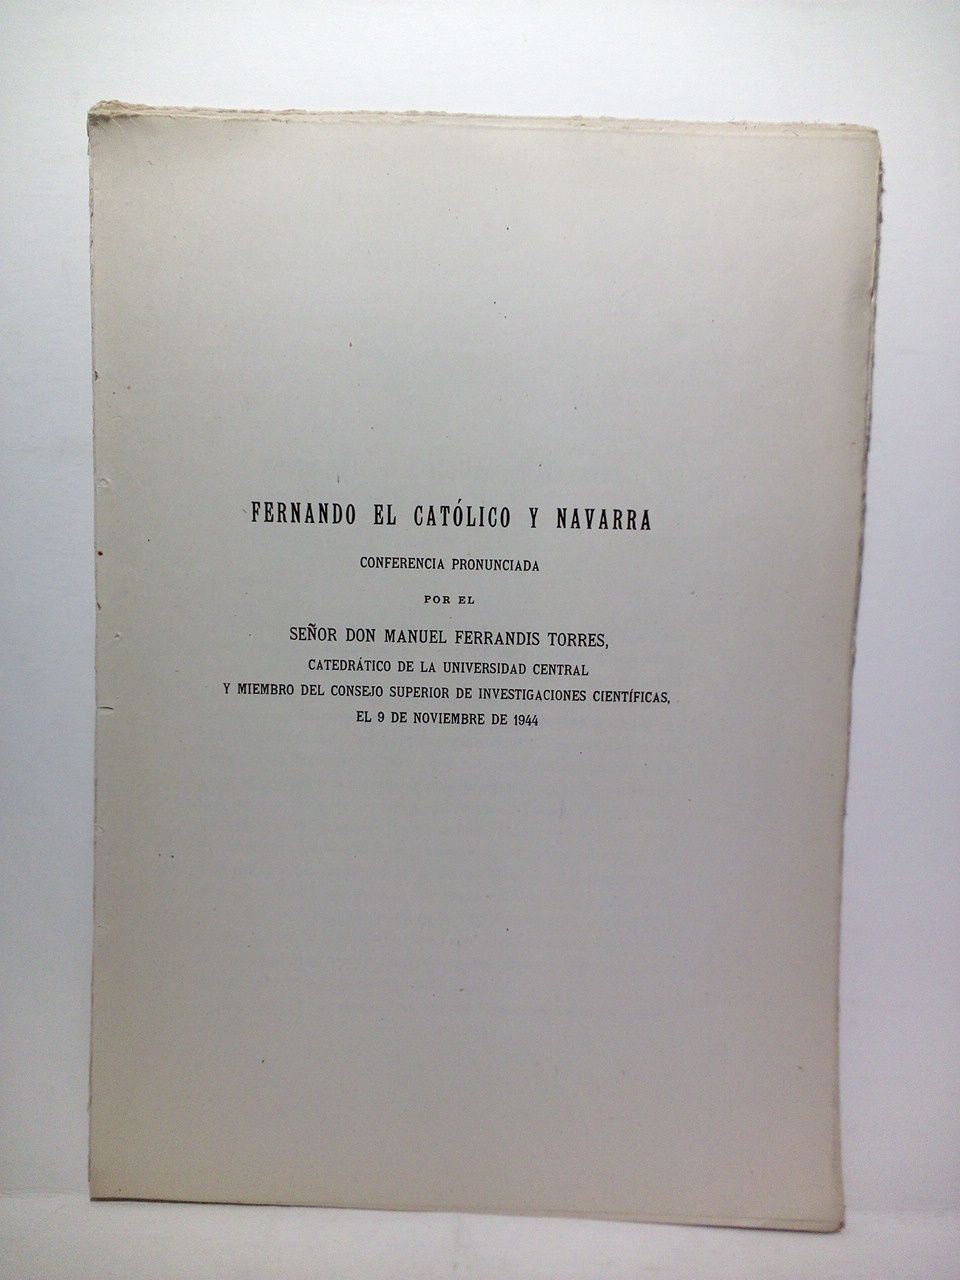 FERNANDO EL CATÓLICO Y NAVARRA
CONFERENCIA PRONUNCIADA
POR EL
SEÑOR DON MANUEL FERRANDIS TORRES,
CATEDRÁTICO DE LA UNIVERSIDAD CENTRAL
Y MIEMBRO DEL CONSEJO SUPERIOR DE INVESTIGACIONES CIENTÍFICAS,
EL 9 DE NOVIEMBRE DE 1944